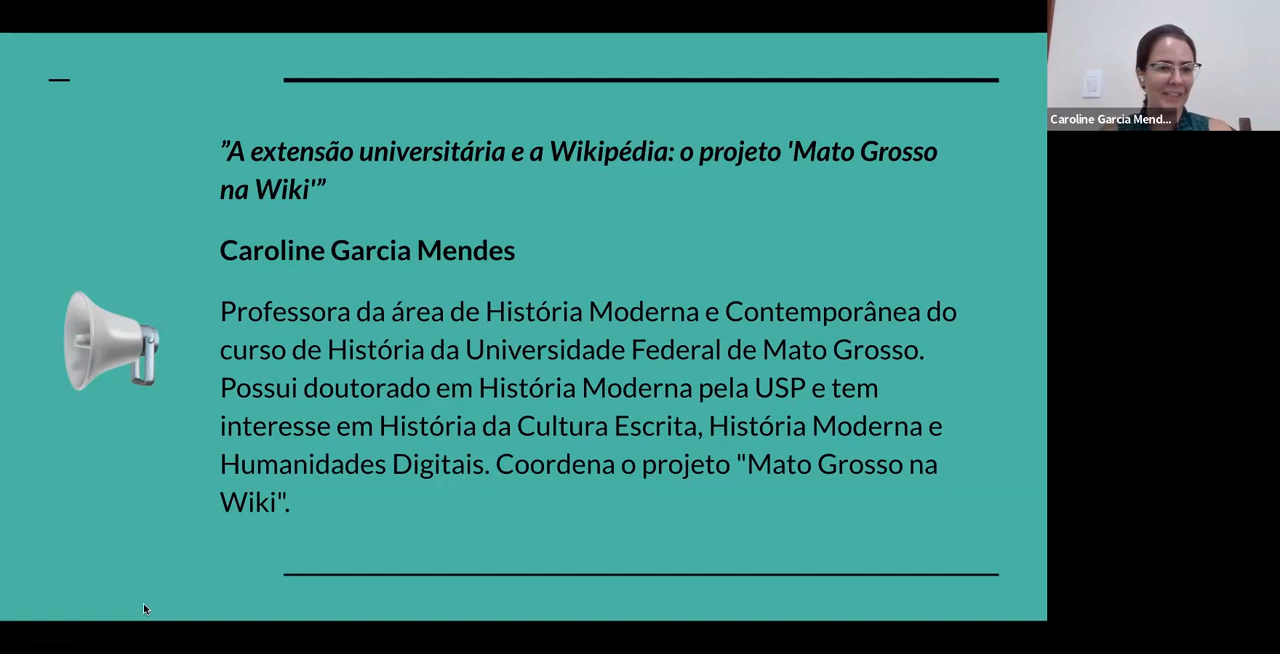 ”A extensão universitária e a Wikipédia: o projeto 'Mato Grosso
na Wiki'”
Caroline Garcia Mendes
Professora da área de História Moderna e Contemporânea do
curso de História da Universidade Federal de Mato Grosso.
Possui doutorado em História Moderna pela USP e tem
interesse em História da Cultura Escrita, História Moderna e
Humanidades Digitais. Coordena o projeto "Mato Grosso na
Wiki".
Caroline Garcia Mend...